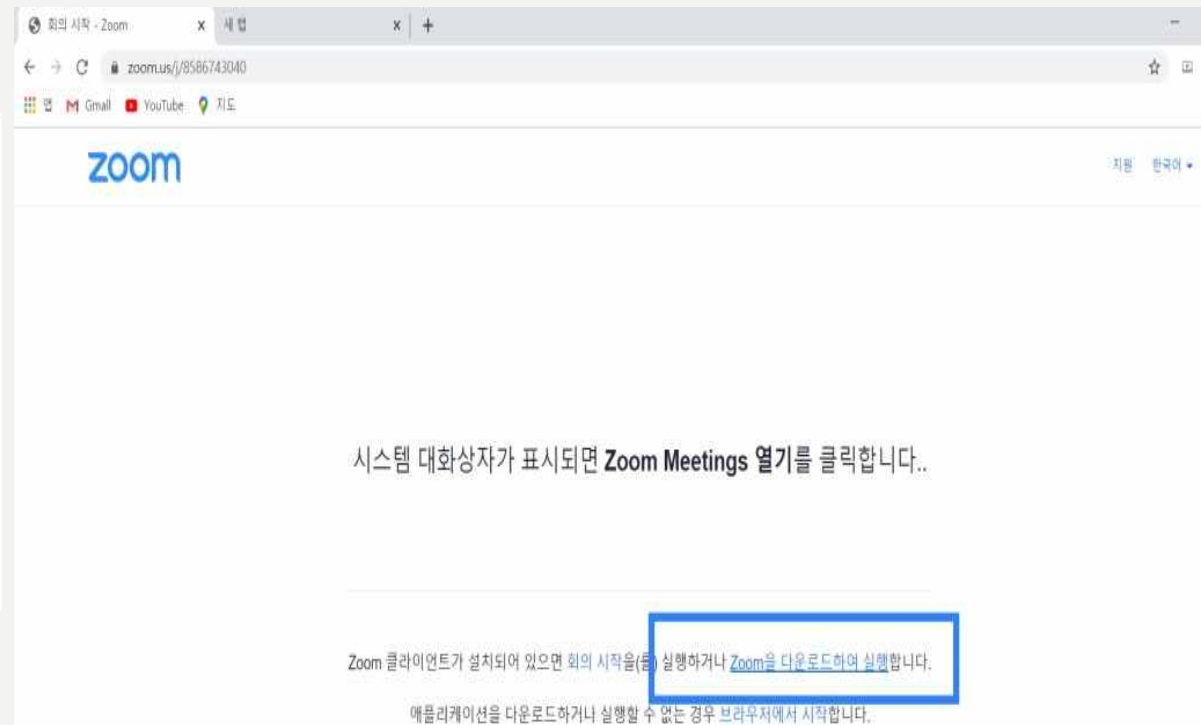 회의 시작 - Zoom
새 탭
zoom.us/j/8586743040
앱 Gmail YouTube 지도
zoom
지원 한국어
시스템 대화상자가 표시되면 Zoom Meetings 열기를 클릭합니다..
Zoom 클라이언트가 설치되어 있으면 회의 시작을(를) 실행하거나 Zoom을 다운로드하여 실행합니다.
애플리케이션을 다운로드하거나 실행할 수 없는 경우 브라우저에서 시작합니다.